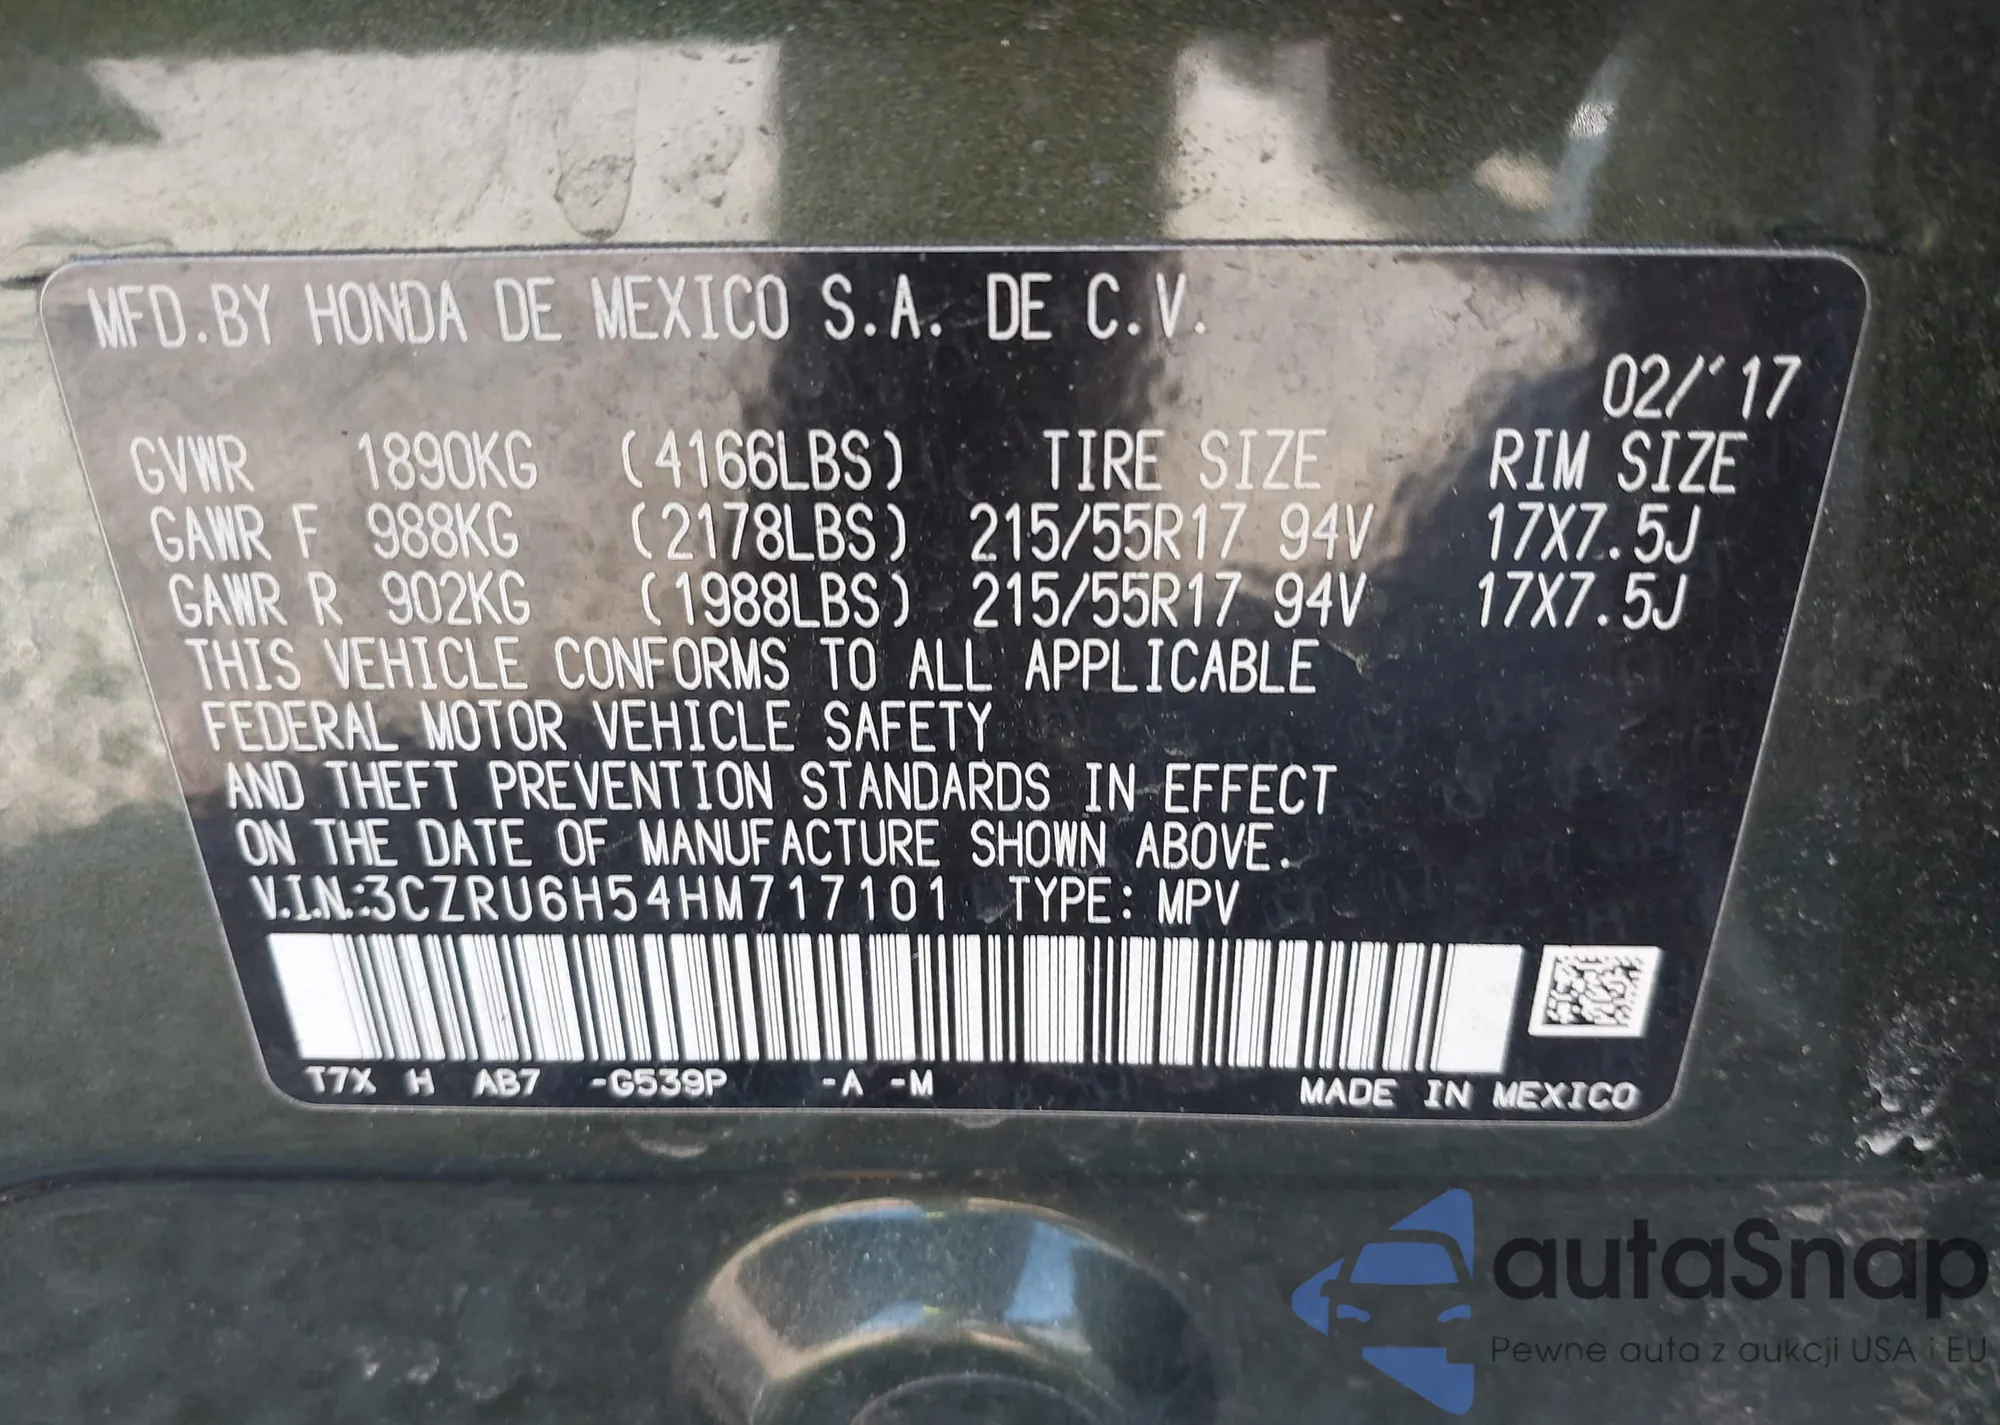 MFD.BY HONDA DE MEXICO S.A. DE C.V.
02/'17
GVWR 1890KG (4166LBS) TIRE SIZE RIM SIZE
GAWR F 988KG (2178LBS) 215/55R17 94V 17X7.5J
GAWR R 902KG (1988LBS) 215/55R17 94V 17X7.5J
THIS VEHICLE CONFORMS TO ALL APPLICABLE
FEDERAL MOTOR VEHICLE SAFETY
AND THEFT PREVENTION STANDARDS IN EFFECT
ON THE DATE OF MANUFACTURE SHOWN ABOVE.
V.I.N.:3CZRU6H54HM717101 TYPE: MPV
T7X H AB7 -G539P -A -M MADE IN MEXICO
autaSnap
Pewne auta z aukcji USA i EU